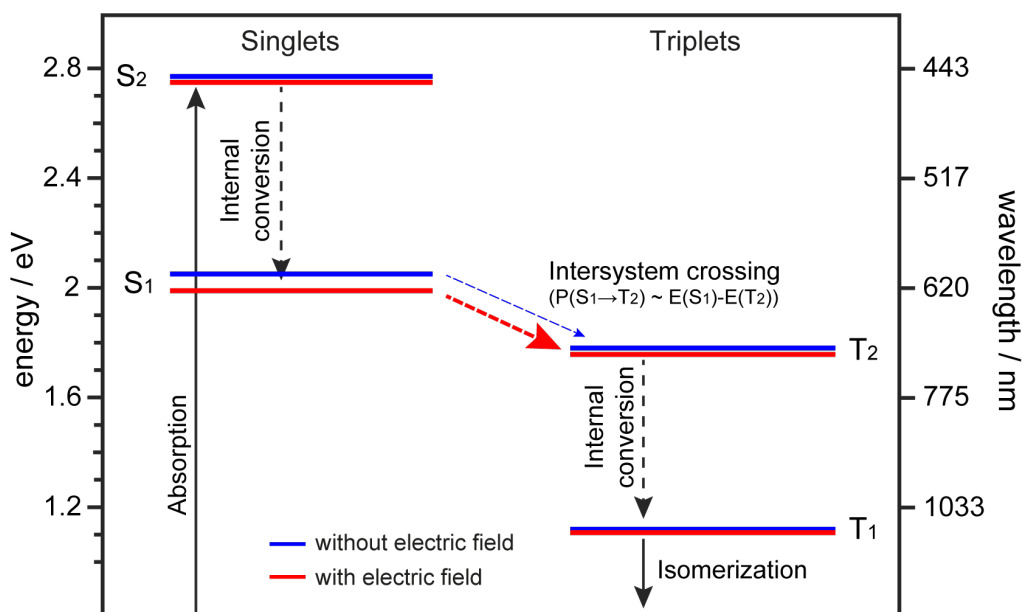 Singlets
Triplets
energy / eV
2.8
2.4
2
1.6
1.2
S2
S1
Absorption
Internal
conversion
Intersystem crossing
(P(S1→T2) ~ E(S1)-E(T2))
T2
Internal
conversion
T1
Isomerization
without electric field
with electric field
443
517
620
775
1033
wavelength / nm